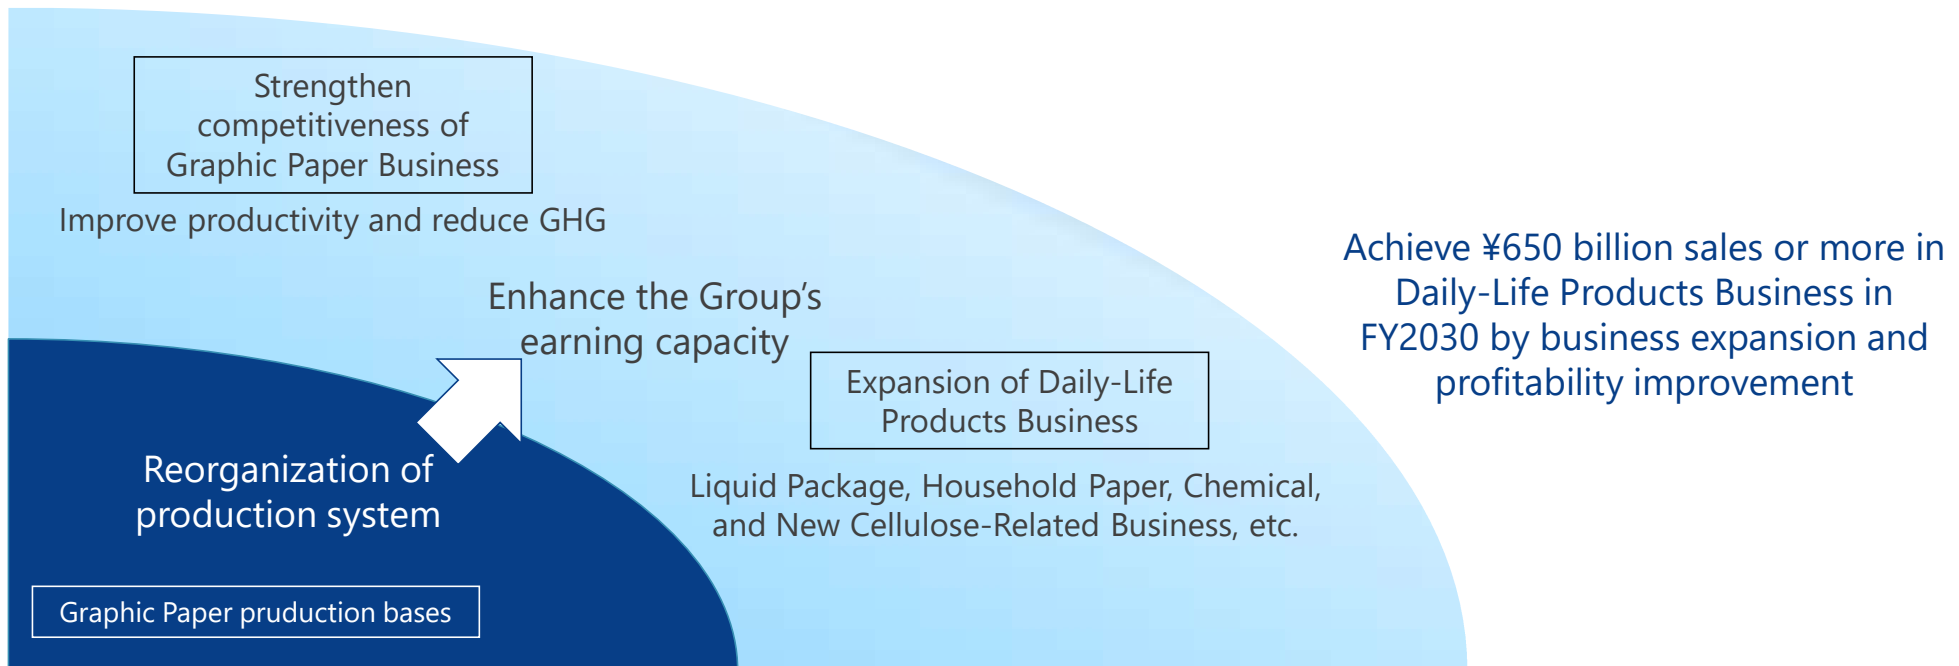 Strengthen
competitiveness of
Graphic Paper Business
Improve productivity and reduce GHG
Enhance the Group's
earning capacity
Expansion of Daily-Life
Products Business
Liquid Package, Household Paper, Chemical,
and New Cellulose-Related Business, etc.
Reorganization of
production system
Graphic Paper pruduction bases
Achieve ¥650 billion sales or more in
Daily-Life Products Business in
FY2030 by business expansion and
profitability improvement